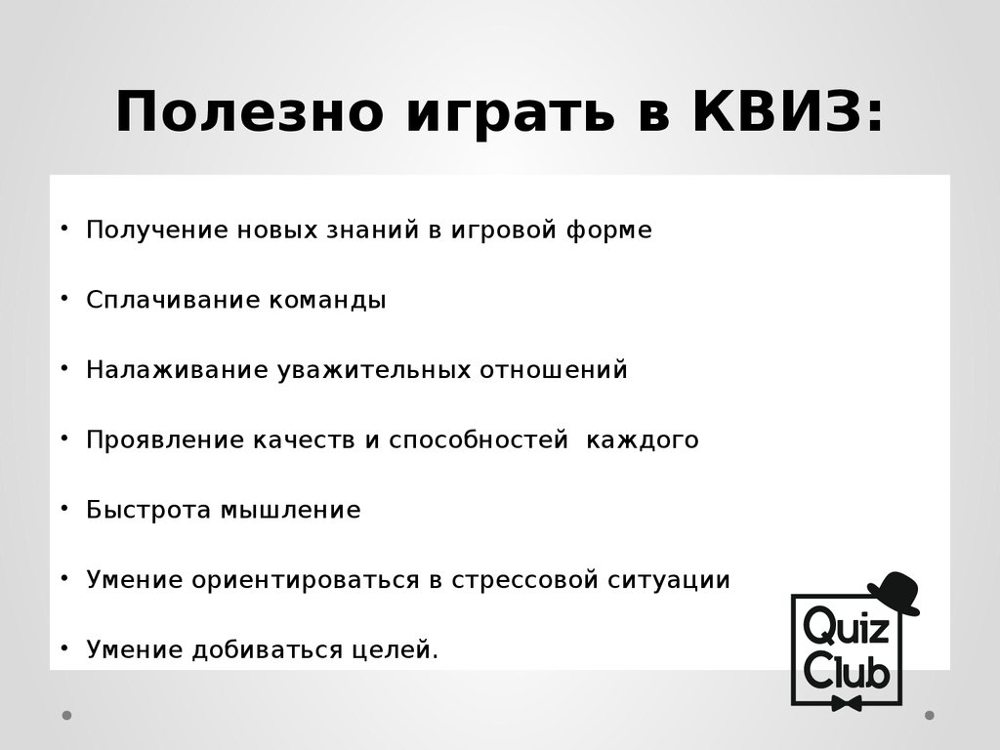 Полезно играть в КВИЗ:
• Получение новых знаний в игровой форме
• Сплачивание команды
• Налаживание уважительных отношений
• Проявление качеств и способностей  каждого
• Быстрота мышление
• Умение ориентироваться в стрессовой ситуации
• Умение добиваться целей.
Quiz
Club